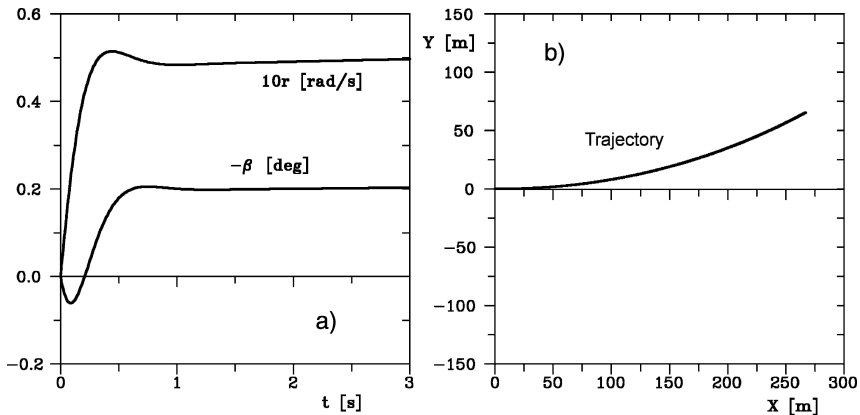 0.6
0.4
0.2
0.0
−0.2
0
1
2
3
t [s]
10r [rad/s]
−β [deg]
a)
150
Y [m]
100
50
0
−50
−100
−150
0
50
100
150
200
250
300
X [m]
b)
Trajectory